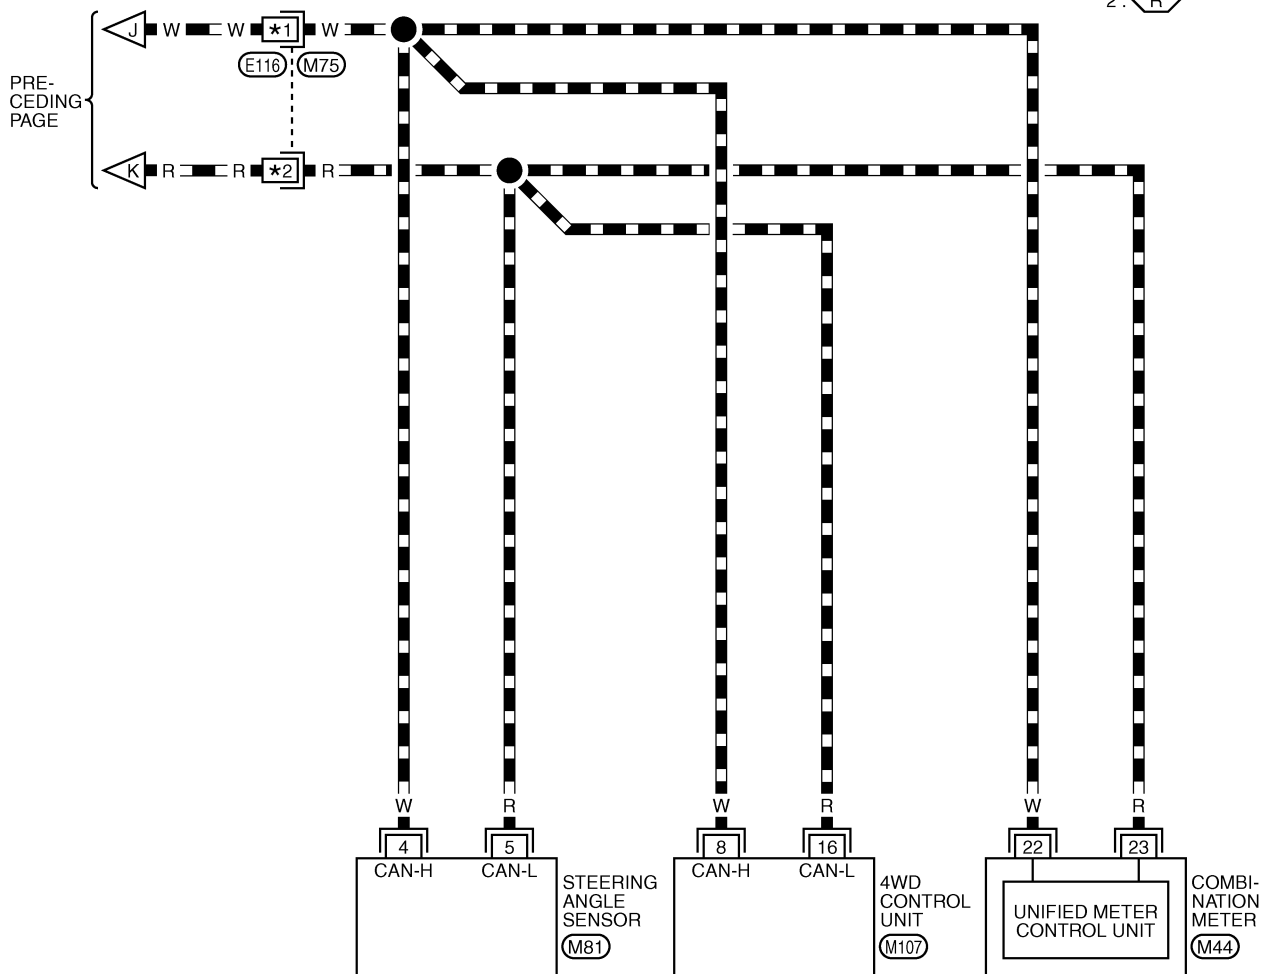 2 :
R
J W W *1 W
E116 M75
PRE-
CEDING
PAGE
K R R *2 R
W R W R W R
4 5 8 16 22 23
CAN-H CAN-L CAN-H CAN-L
STEERING
ANGLE
SENSOR
M81
4WD
CONTROL
UNIT
M107
UNIFIED METER
CONTROL UNIT
COMBI-
NATION
METER
M44